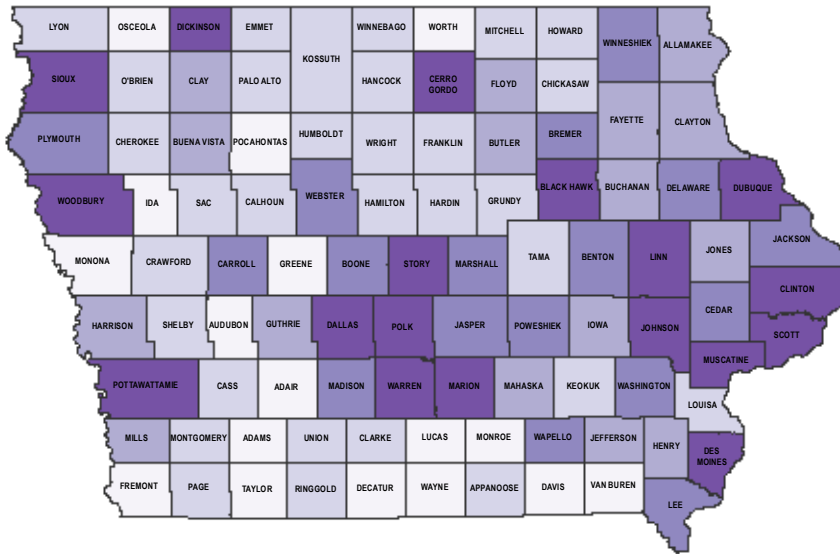 LYON
OSCEOLA
DICKINSON
EMMET
WINNEBAGO
WORTH
MITCHELL
HOWARD
WINNESHIEK
ALLAMAKEE
KOSSUTH
SIOUX
O'BRIEN
CLAY
PALO ALTO
HANCOCK
CERRO
GORDO
FLOYD
CHICKASAW
PLYMOUTH
CHEROKEE
BUENA VISTA
POCAHONTAS
HUMBOLDT
WRIGHT
FRANKLIN
BUTLER
BREMER
FAYETTE
CLAYTON
WOODBURY
IDA
SAC
CALHOUN
WEBSTER
HAMILTON
HARDIN
GRUNDY
BLACK HAWK
BUCHANAN
DELAWARE
DUBUQUE
MONONA
CRAWFORD
CARROLL
GREENE
BOONE
STORY
MARSHALL
TAMA
BENTON
LINN
JONES
JACKSON
CLINTON
HARRISON
SHELBY
AUDUBON
GUTHRIE
DALLAS
POLK
JASPER
POWESHIEK
IOWA
JOHNSON
CEDAR
SCOTT
MUSCATINE
POTTAWATTAMIE
CASS
ADAIR
MADISON
WARREN
MARION
MAHASKA
KEOKUK
WASHINGTON
LOUISA
MILLS
MONTGOMERY
ADAMS
UNION
CLARKE
LUCAS
MONROE
WAPELLO
JEFFERSON
HENRY
DES
MOINES
FREMONT
PAGE
TAYLOR
RINGGOLD
DECATUR
WAYNE
APPANOOSE
DAVIS
VAN BUREN
LEE